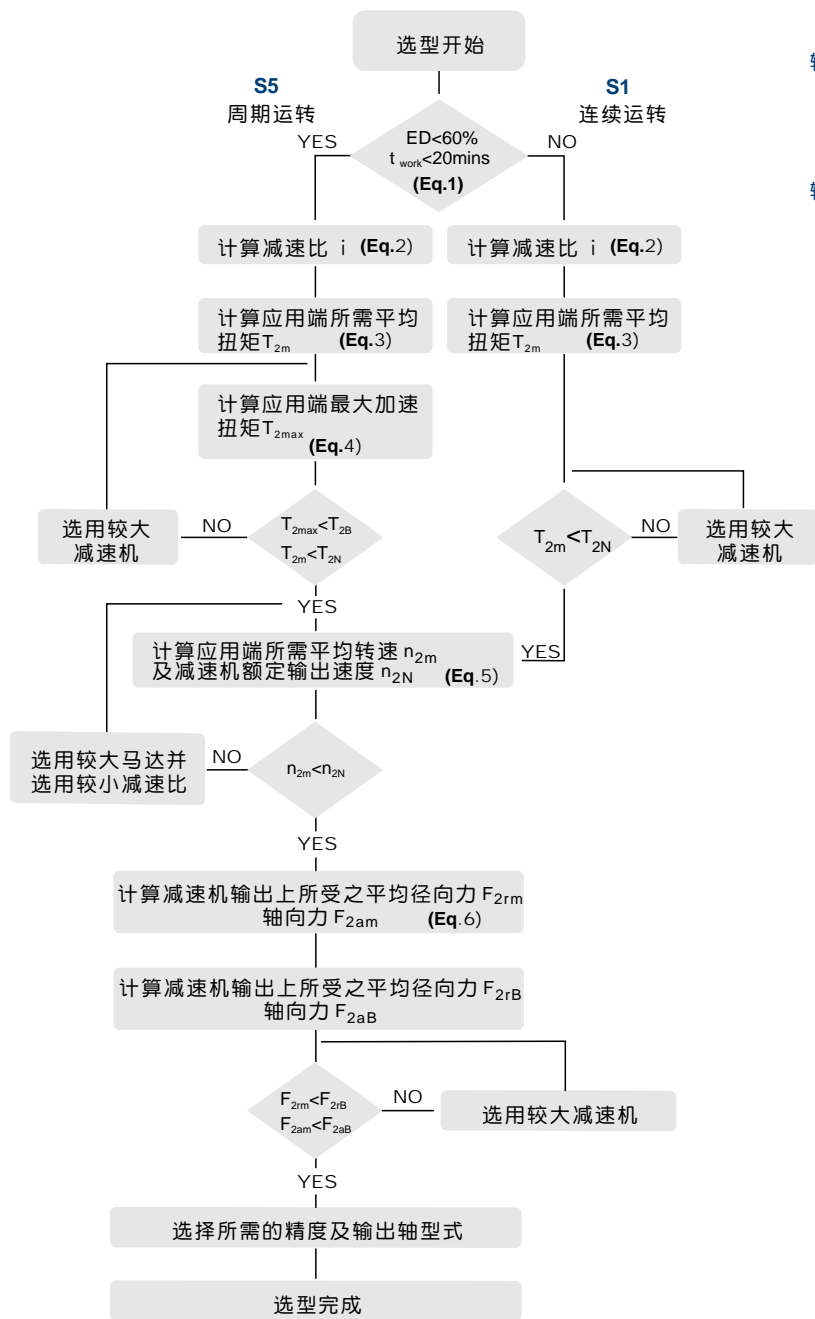 选型开始
S5
周期运转
S1
连续运转
YES
ED<60%
t work<20mins
(Eq.1)
NO
计算减速比 i (Eq.2)
计算减速比 i (Eq.2)
计算应用端所需平均
扭矩T2m (Eq.3)
计算应用端所需平均
扭矩T2m (Eq.3)
计算应用端最大加速
扭矩T2max
(Eq.4)
选用较大
减速机
NO
T2max<T2B
T2m<T2N
T2m<T2N
NO
选用较大
减速机
YES
计算应用端所需平均转速 n2m
及减速机额定输出速度 n2N (Eq.5)
YES
选用较大马达并
选用较小减速比
NO
n2m<n2N
YES
计算减速机输出上所受之平均径向力 F2rm
轴向力 F2am (Eq.6)
计算减速机输出上所受之平均径向力 F2rB
轴向力 F2aB
F2rm<F2rB
F2am<F2aB
NO
选用较大减速机
YES
选择所需的精度及输出轴型式
选型完成